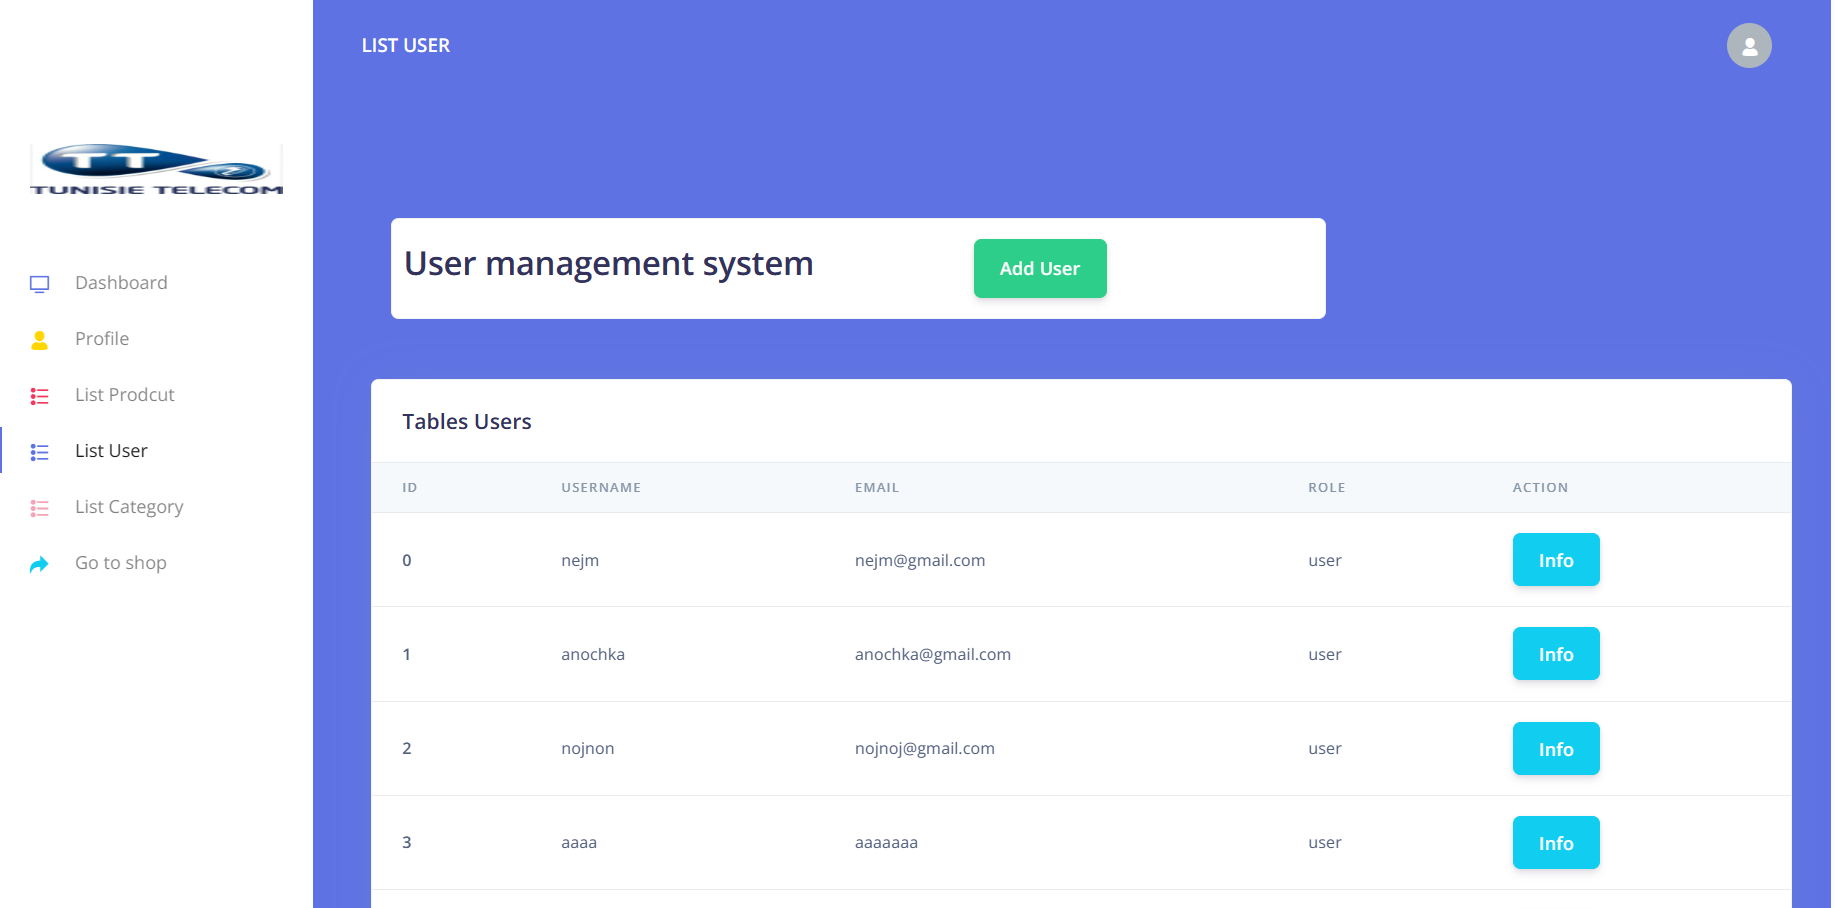 LIST USER
TT
TUNISIE TELECOM
Dashboard
Profile
List Prodcut
List User
List Category
Go to shop
User management system
Add User
Tables Users
ID USERNAME EMAIL ROLE ACTION
0 nejm nejm@gmail.com user Info
1 anochka anochka@gmail.com user Info
2 nojnon nojnoj@gmail.com user Info
3 aaaa aaaaaaa user Info